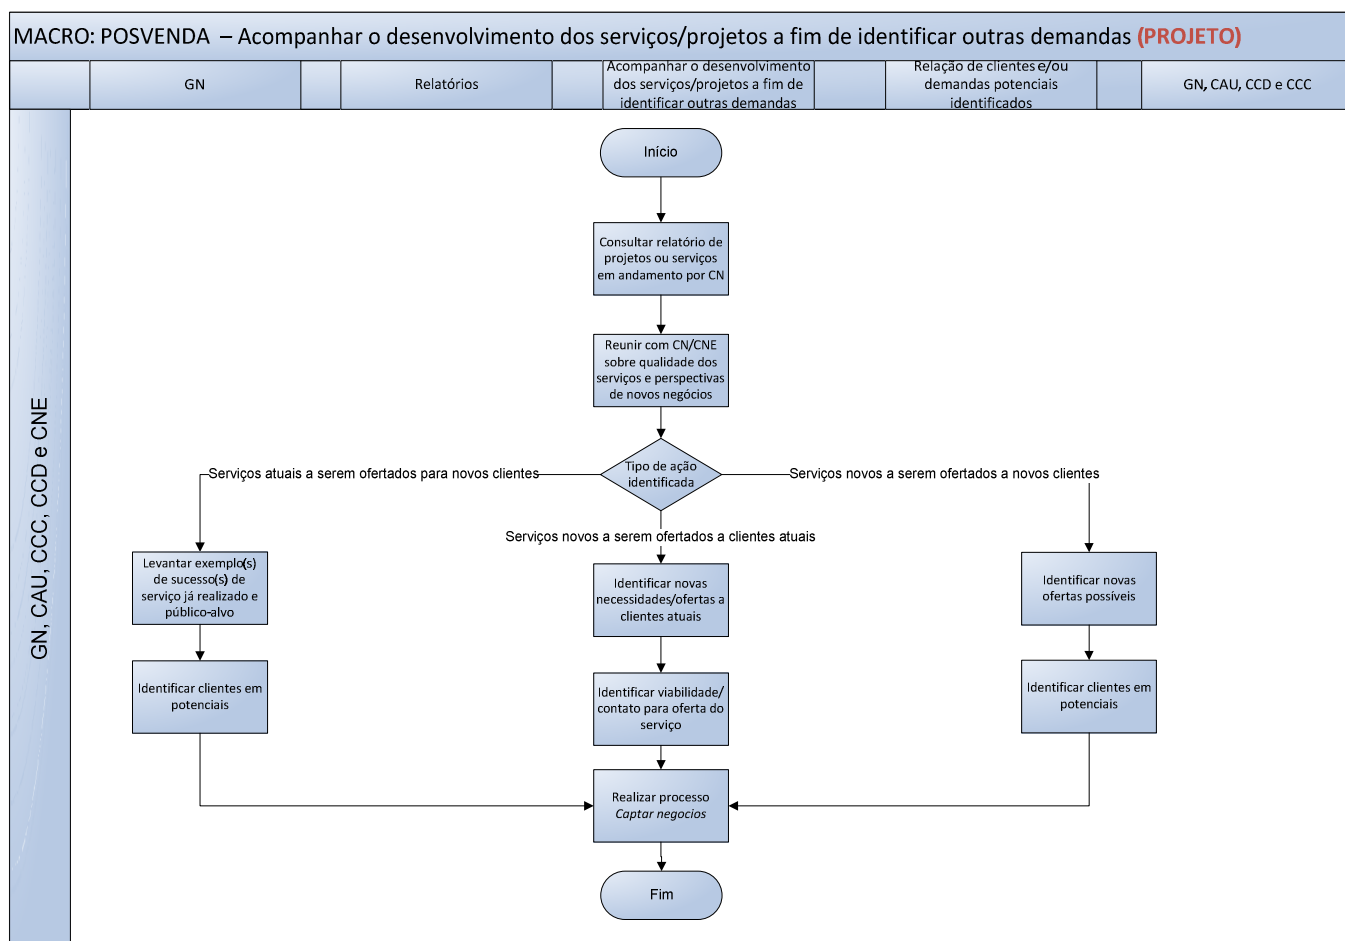 MACRO: POSVENDA – Acompanhar o desenvolvimento dos serviços/projetos a fim de identificar outras demandas (PROJETO)
GN
Relatórios
Acompanhar o desenvolvimento
dos serviços/projetos a fim de
identificar outras demandas
Relação de clientes e/ou
demandas potenciais
identificados
GN, CAU, CCD e CCC
GN, CAU, CCC, CCD e CNE
Início
Consultar relatório de
projetos ou serviços
em andamento por CN
Reunir com CN/CNE
sobre qualidade dos
serviços e perspectivas
de novos negócios
Tipo de ação
identificada
Serviços atuais a serem ofertados para novos clientes
Serviços novos a serem ofertados a novos clientes
Serviços novos a serem ofertados a clientes atuais
Levantar exemplo(s)
de sucesso(s) de
serviço já realizado e
público-alvo
Identificar novas
necessidades/ofertas a
clientes atuais
Identificar novas
ofertas possíveis
Identificar clientes em
potenciais
Identificar viabilidade/
contato para oferta do
serviço
Identificar clientes em
potenciais
Realizar processo
Captar negocios
Fim